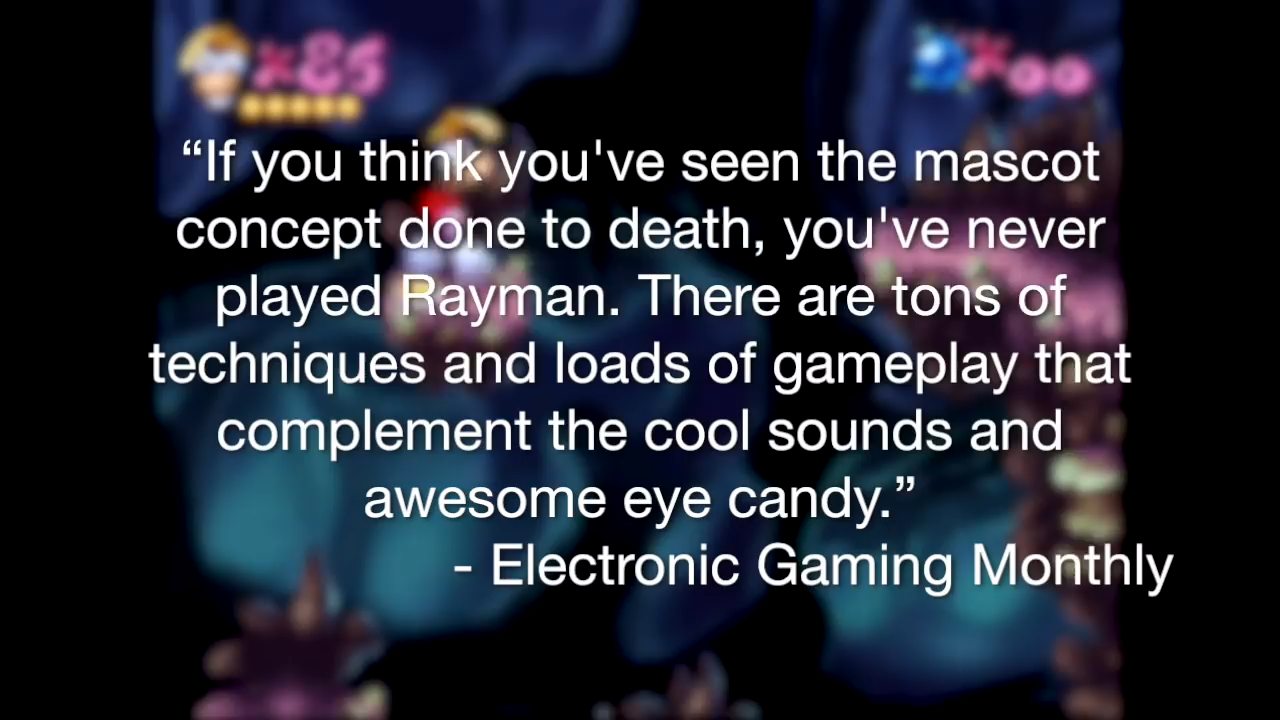 x86 x00
“If you think you've seen the mascot
concept done to death, you've never
played Rayman. There are tons of
techniques and loads of gameplay that
complement the cool sounds and
awesome eye candy.”
- Electronic Gaming Monthly